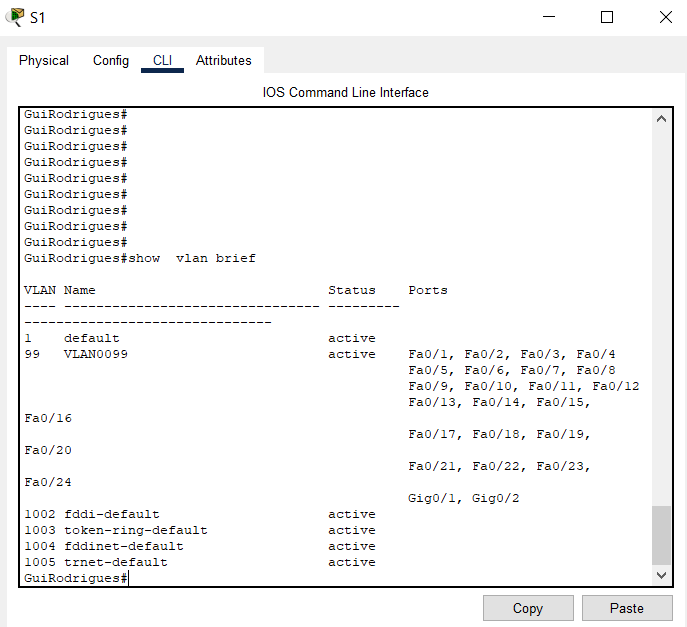 S1
Physical Config CLI Attributes
IOS Command Line Interface
GuiRodrigues#
GuiRodrigues#
GuiRodrigues#
GuiRodrigues#
GuiRodrigues#
GuiRodrigues#
GuiRodrigues#
GuiRodrigues#
GuiRodrigues#
GuiRodrigues#show  vlan brief
VLAN Name                             Status    Ports
---- -------------------------------- ---------
-------------------------------
1    default                          active
99   VLAN0099                         active    Fa0/1, Fa0/2, Fa0/3, Fa0/4
                                                Fa0/5, Fa0/6, Fa0/7, Fa0/8
                                                Fa0/9, Fa0/10, Fa0/11, Fa0/12
                                                Fa0/13, Fa0/14, Fa0/15,
Fa0/16
                                                Fa0/17, Fa0/18, Fa0/19,
Fa0/20
                                                Fa0/21, Fa0/22, Fa0/23,
Fa0/24
                                                Gig0/1, Gig0/2
1002 fddi-default                     active
1003 token-ring-default               active
1004 fddinet-default                  active
1005 trnet-default                    active
GuiRodrigues#
Copy Paste